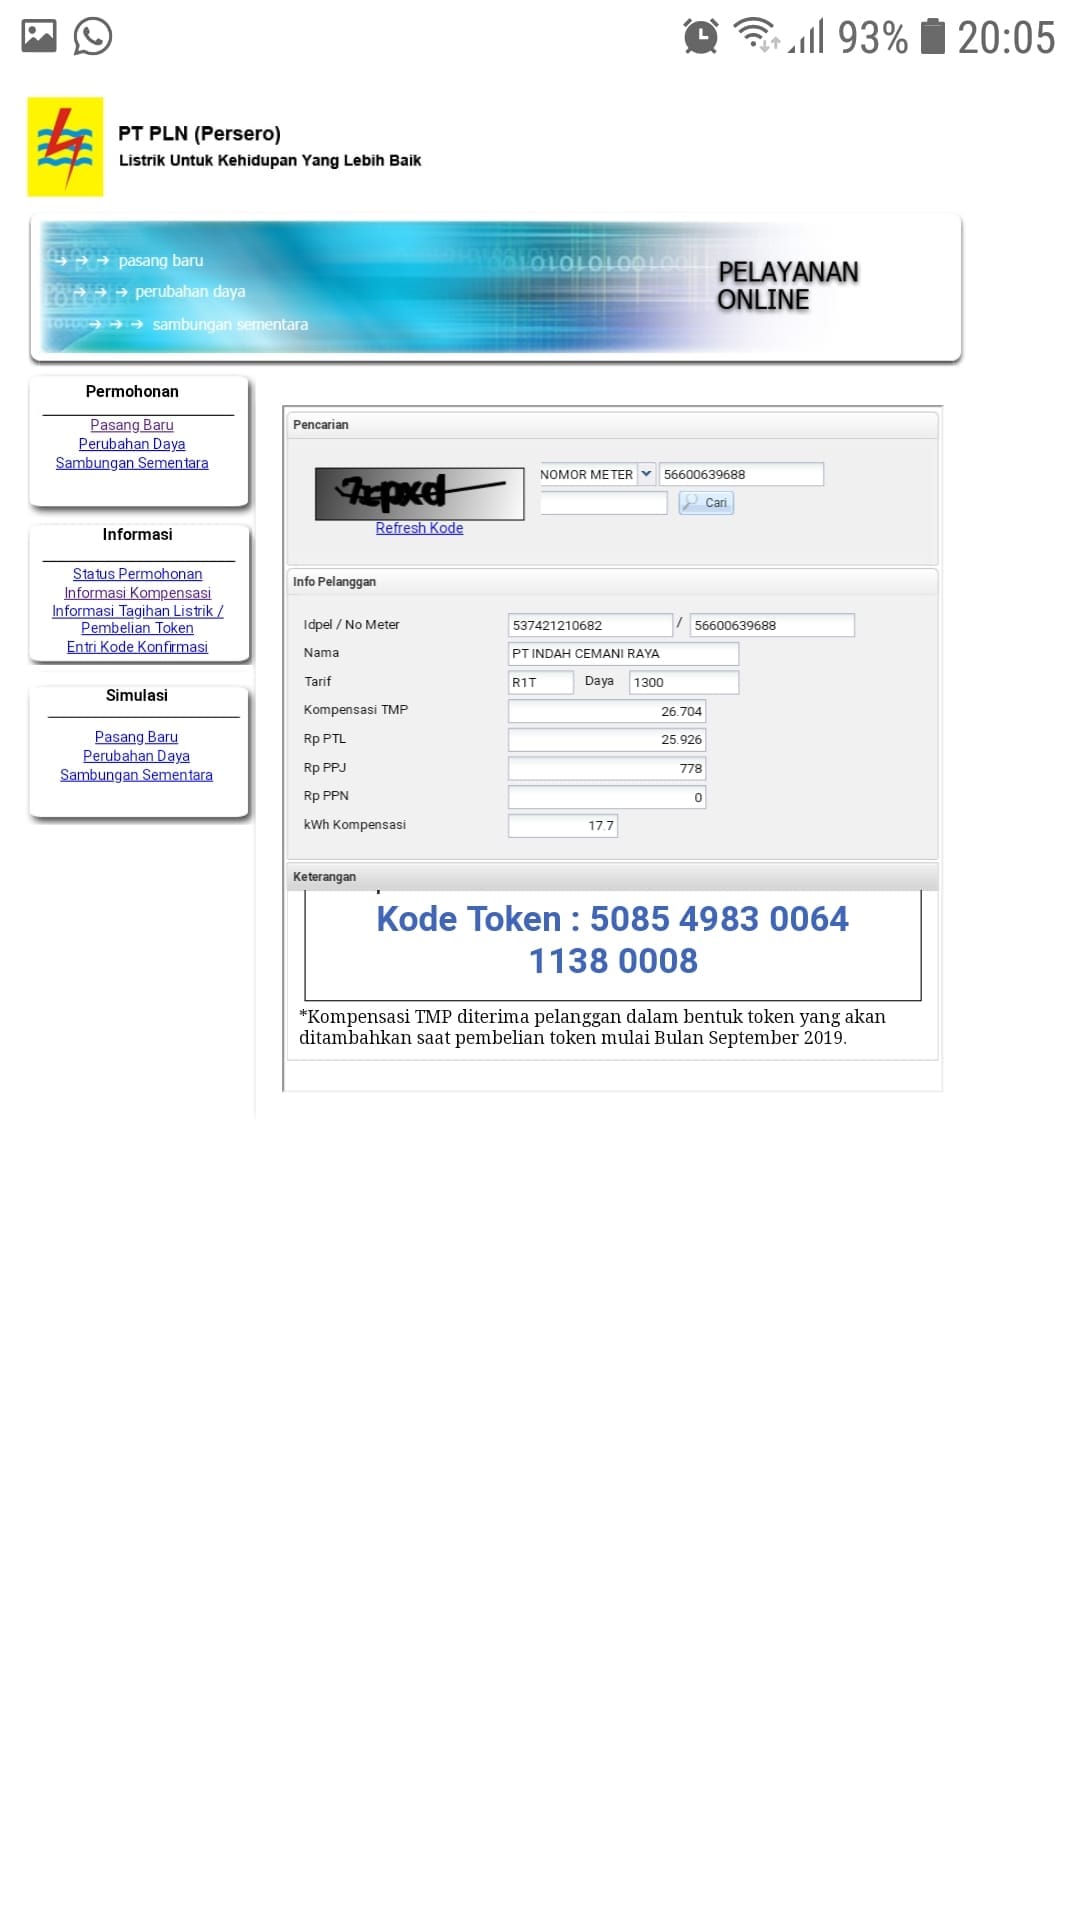 93% 20:05
PT PLN (Persero)
Listrik Untuk Kehidupan Yang Lebih Baik
→ → → pasang baru
→ → → perubahan daya
→ → → sambungan sementara
PELAYANAN
ONLINE
Permohonan
Pasang Baru
Perubahan Daya
Sambungan Sementara
Informasi
Status Permohonan
Informasi Kompensasi
Informasi Tagihan Listrik /
Pembelian Token
Entri Kode Konfirmasi
Simulasi
Pasang Baru
Perubahan Daya
Sambungan Sementara
Pencarian
NOMOR METER 56600639688
Refresh Kode
Cari
Info Pelanggan
Idpel / No Meter 537421210682 / 56600639688
Nama PT INDAH CEMANI RAYA
Tarif R1T Daya 1300
Kompensasi TMP 26.704
Rp PTL 25.926
Rp PPJ 778
Rp PPN 0
kWh Kompensasi 17.7
Keterangan
Kode Token : 5085 4983 0064
1138 0008
*Kompensasi TMP diterima pelanggan dalam bentuk token yang akan
ditambahkan saat pembelian token mulai Bulan September 2019.